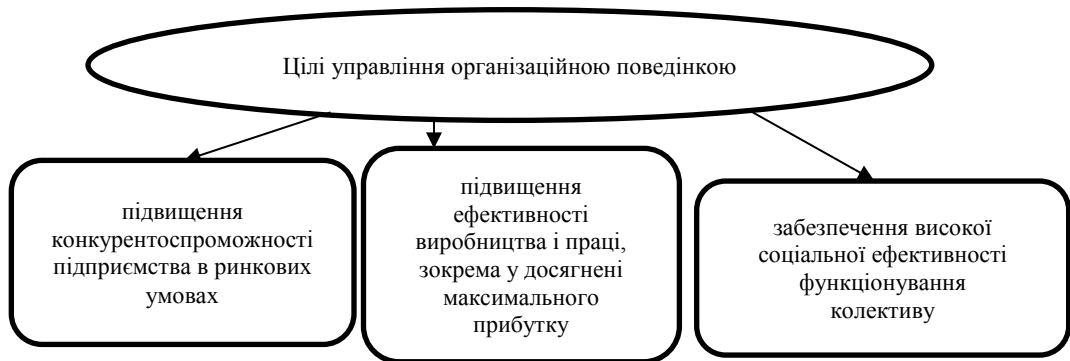 Цілі управління організаційною поведінкою
підвищення
конкурентоспроможності
підприємства в ринкових
умовах
підвищення
ефективності
виробництва і праці,
зокрема у досягнені
максимального
прибутку
забезпечення високої
соціальної ефективності
функціонування
колективу